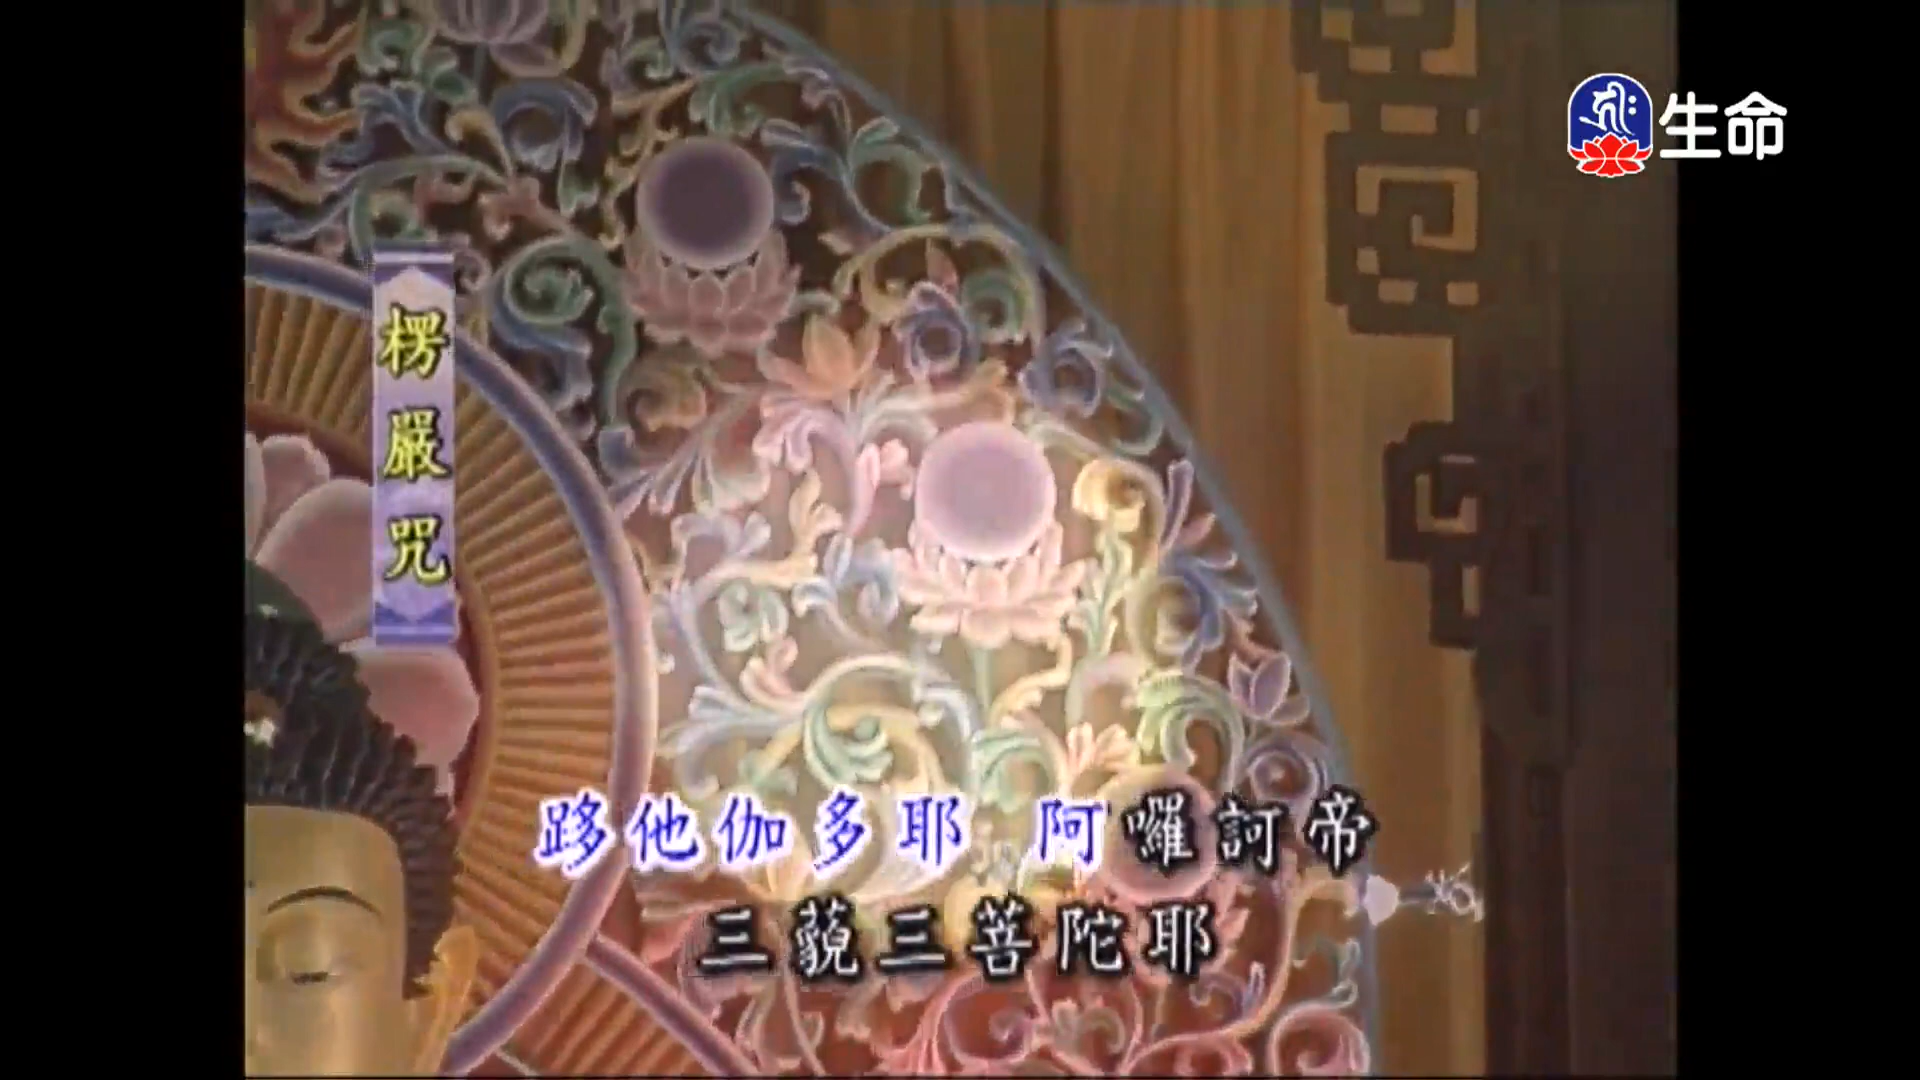 生命
楞嚴咒
跢他伽多耶 阿囉訶帝
三藐三菩陀耶